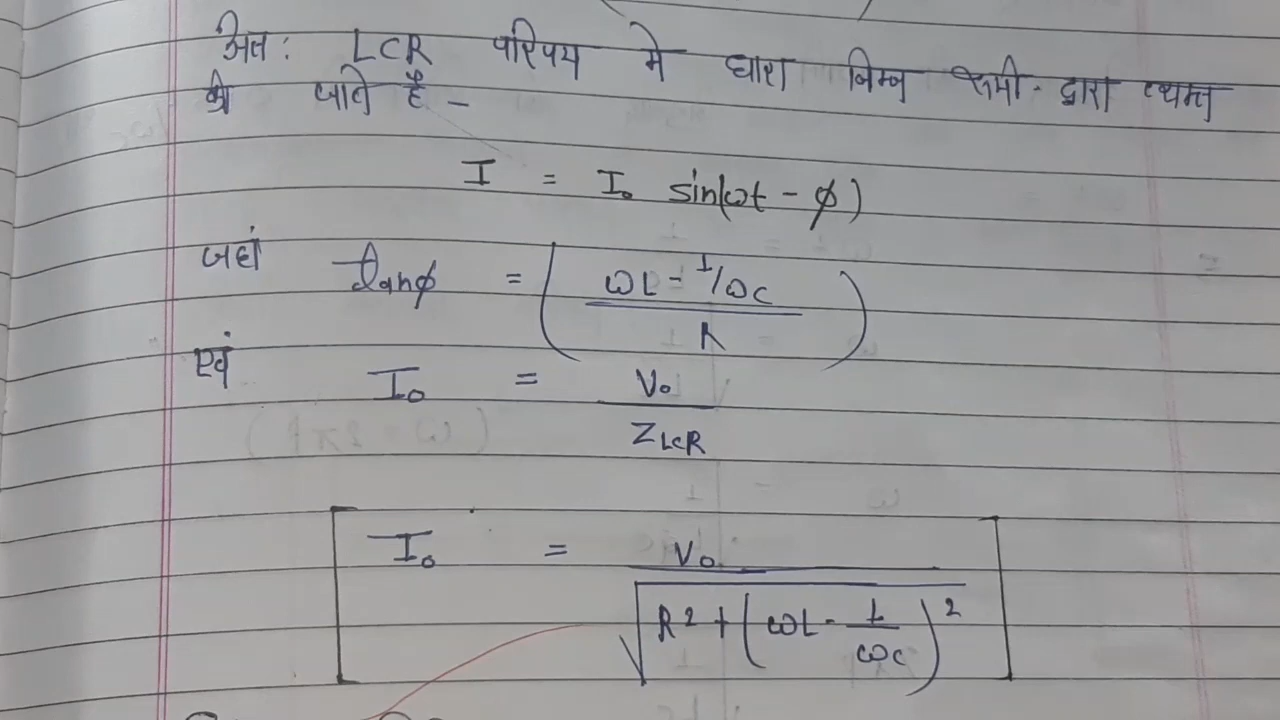 अत: LCR परिपथ मे धारा निम्न समी. द्वारा व्यक्त
की जाती है -
I = I₀ sin(ωt - φ)
जहां tanφ = ( ωL - 1/ωC / R )
एवं I₀ = V₀ / Z_LCR
I₀ = V₀ / √(R² + (ωL - 1/ωC)²)